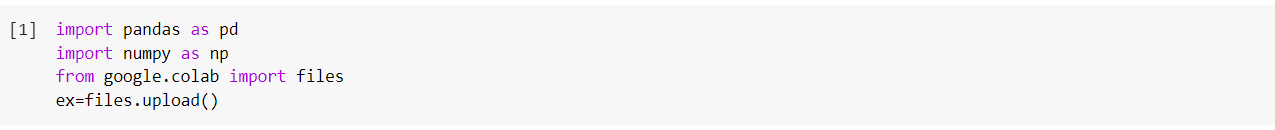 [1] import pandas as pd
import numpy as np
from google.colab import files
ex=files.upload()